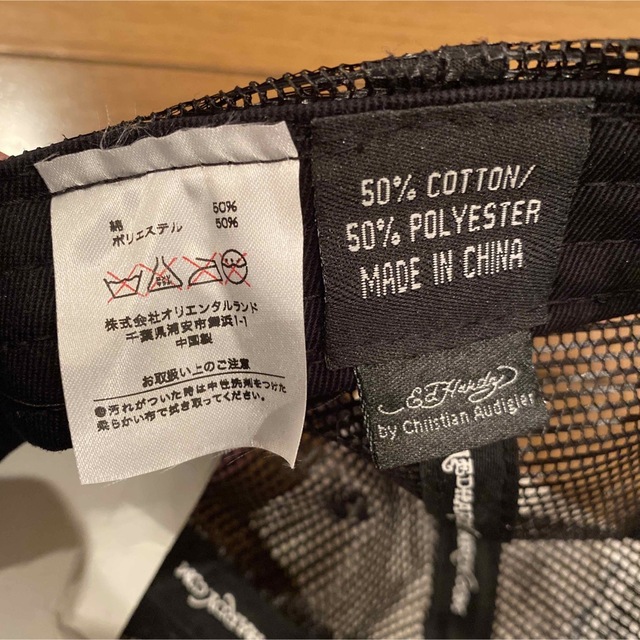 綿 50%
ポリエステル 50%
株式会社オリエンタルランド
千葉県浦安市舞浜1-1
中国製
お取扱い上のご注意
●汚れがついた時は中性洗剤をつけた
柔らかい布で拭き取ってください。
50% COTTON/
50% POLYESTER
MADE IN CHINA
Ed Hardy
by Christian Audigier